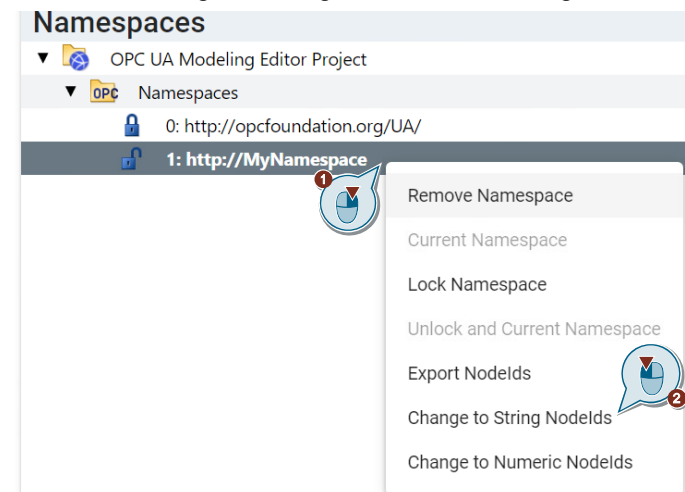 Namespaces
OPC UA Modeling Editor Project
OPC Namespaces
0: http://opcfoundation.org/UA/
1: http://MyNamespace
1
Remove Namespace
Current Namespace
Lock Namespace
Unlock and Current Namespace
Export NodeIds
2
Change to String NodeIds
Change to Numeric NodeIds